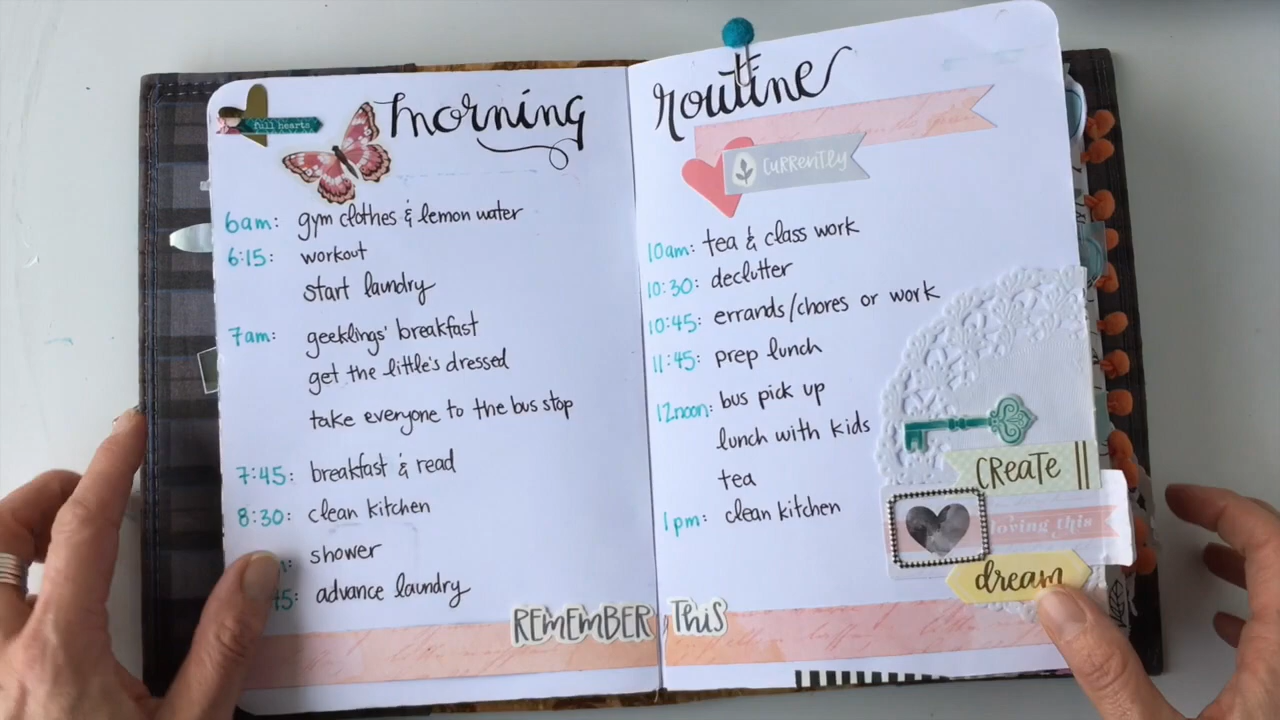 full hearts
morning
6am: gym clothes & lemon water
6:15: workout
start laundry
7am: geeklings' breakfast
get the little's dressed
take everyone to the bus stop
7:45: breakfast & read
8:30: clean kitchen
shower
45: advance laundry
REMEMBER THIS
routine
CURRENTLY
10am: tea & class work
10:30: declutter
10:45: errands/chores or work
11:45: prep lunch
12noon: bus pick up
lunch with kids
tea
1pm: clean kitchen
CREATE
loving this
dream